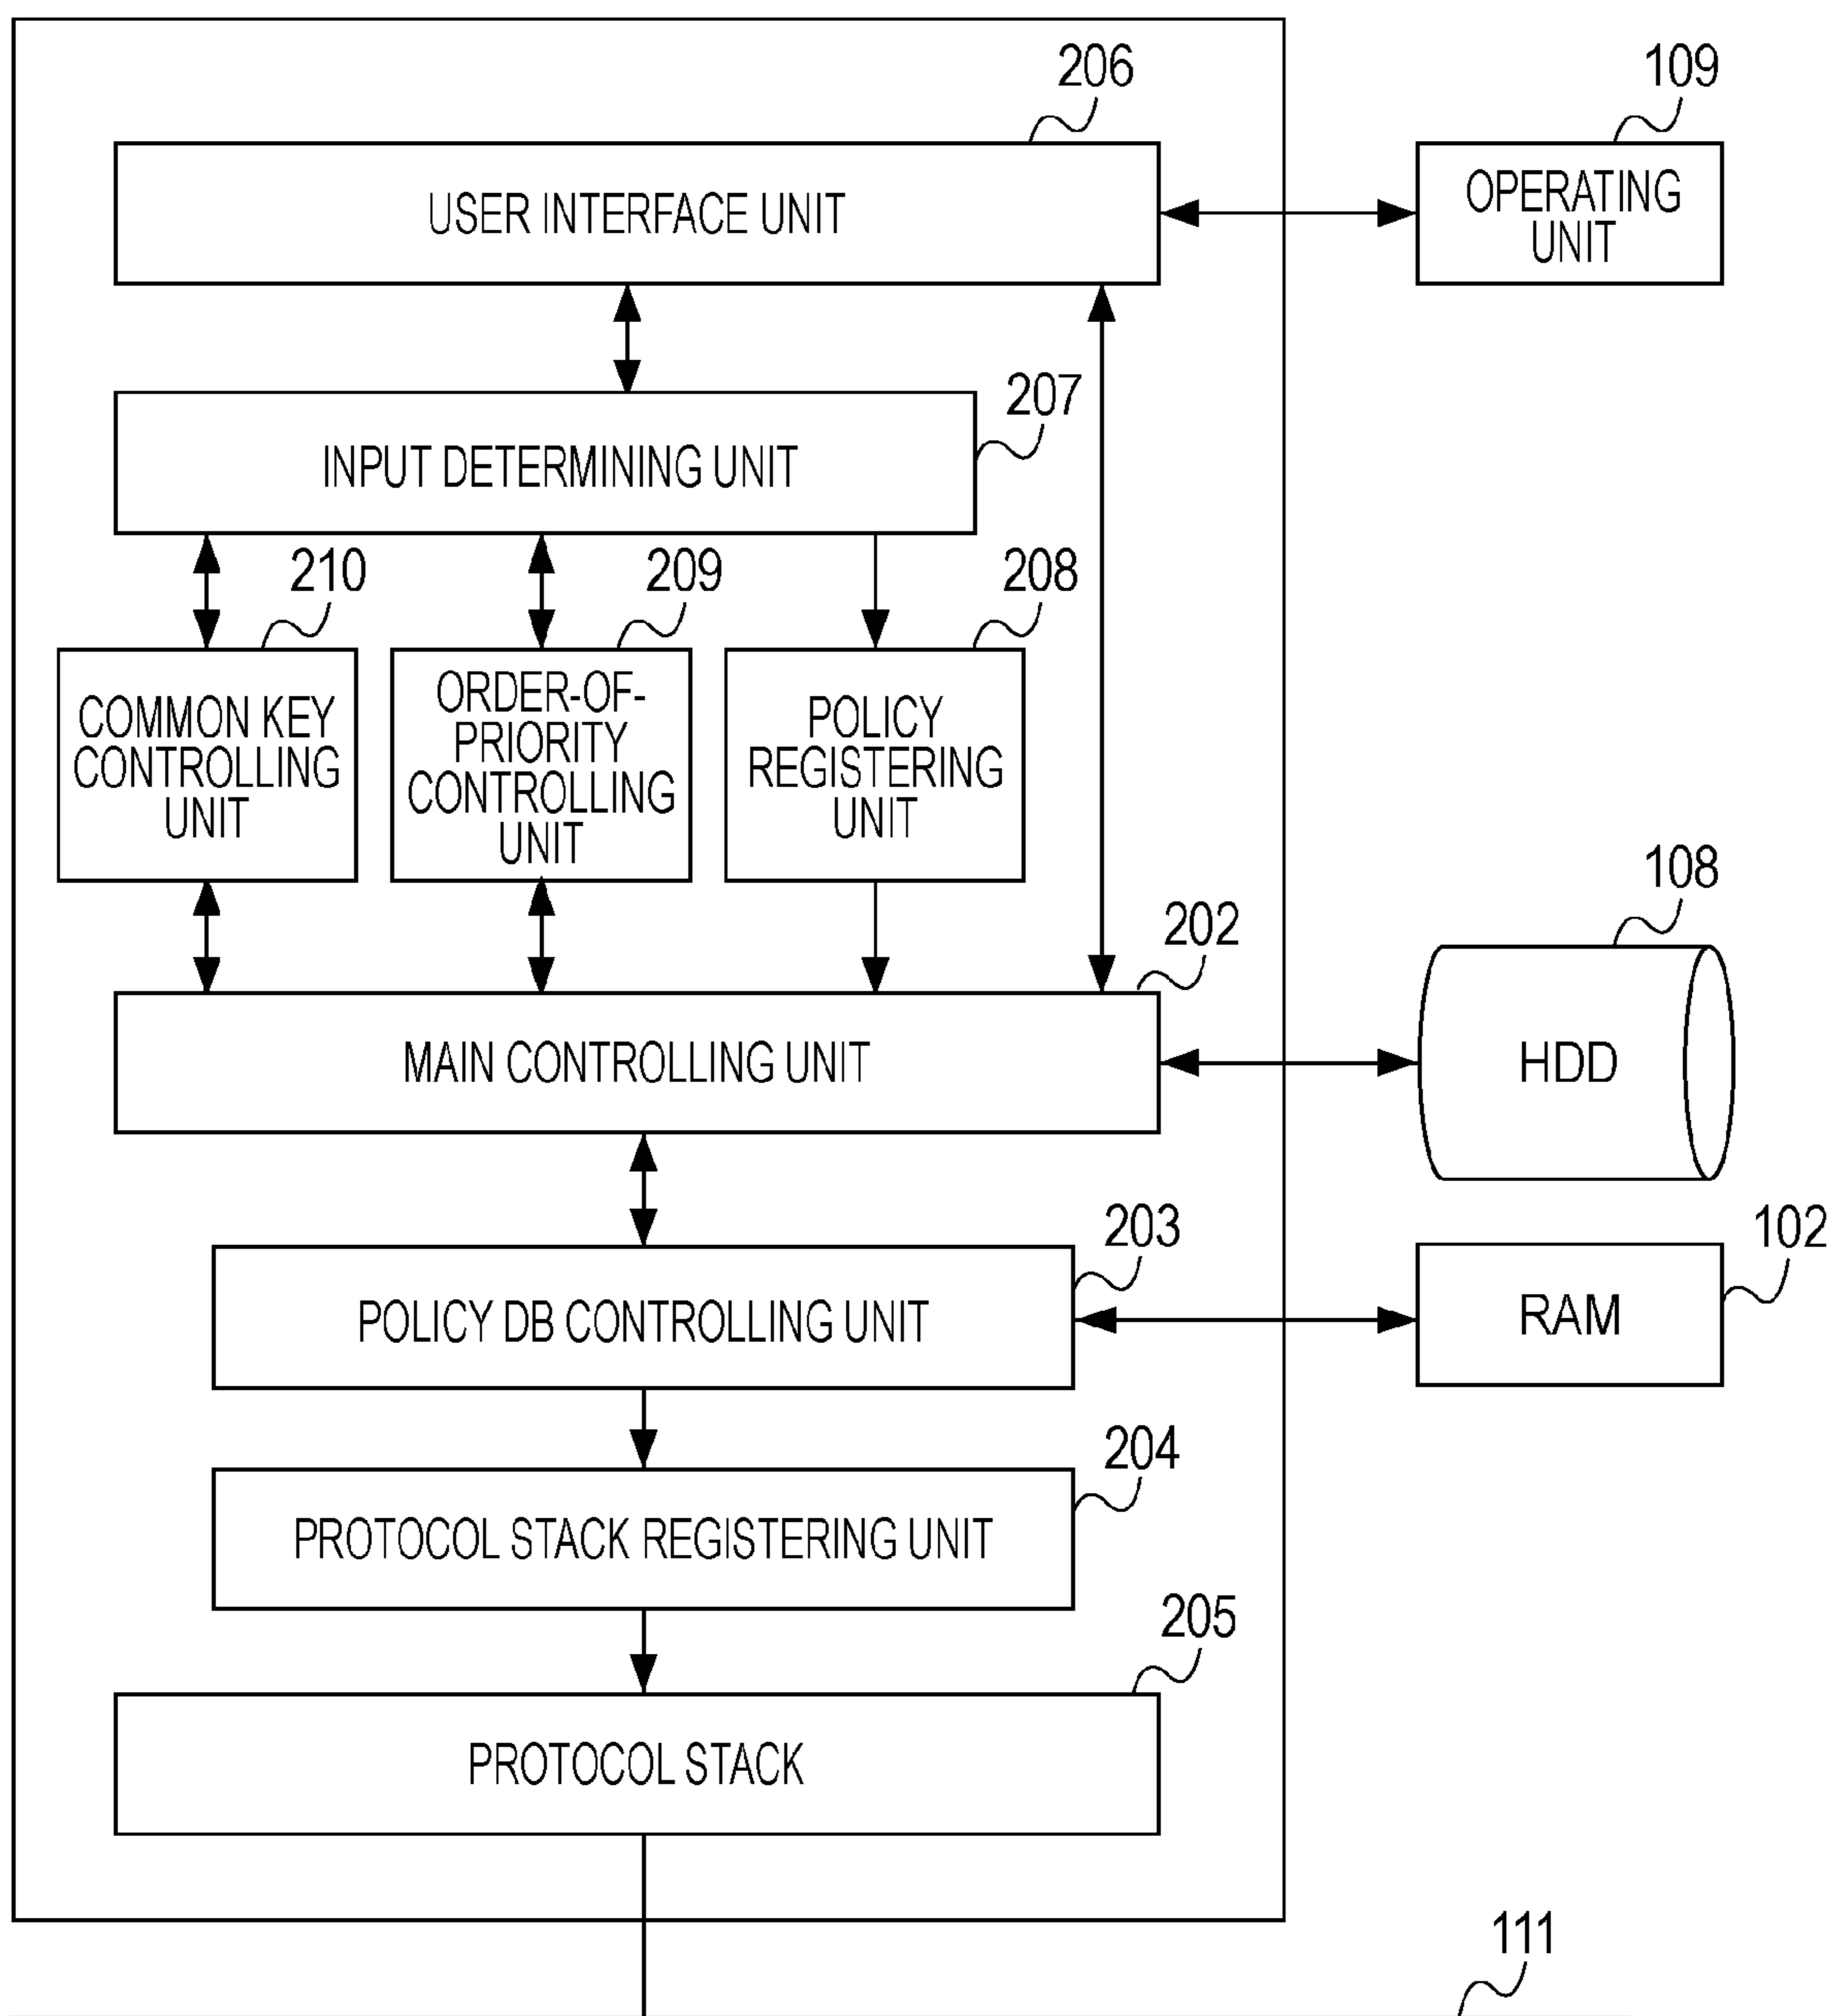 206
109
USER INTERFACE UNIT
OPERATING
UNIT
207
INPUT DETERMINING UNIT
210
209
208
COMMON KEY
CONTROLLING
UNIT
ORDER-OF-
PRIORITY
CONTROLLING
UNIT
POLICY
REGISTERING
UNIT
108
202
MAIN CONTROLLING UNIT
HDD
203
102
POLICY DB CONTROLLING UNIT
RAM
204
PROTOCOL STACK REGISTERING UNIT
205
PROTOCOL STACK
111